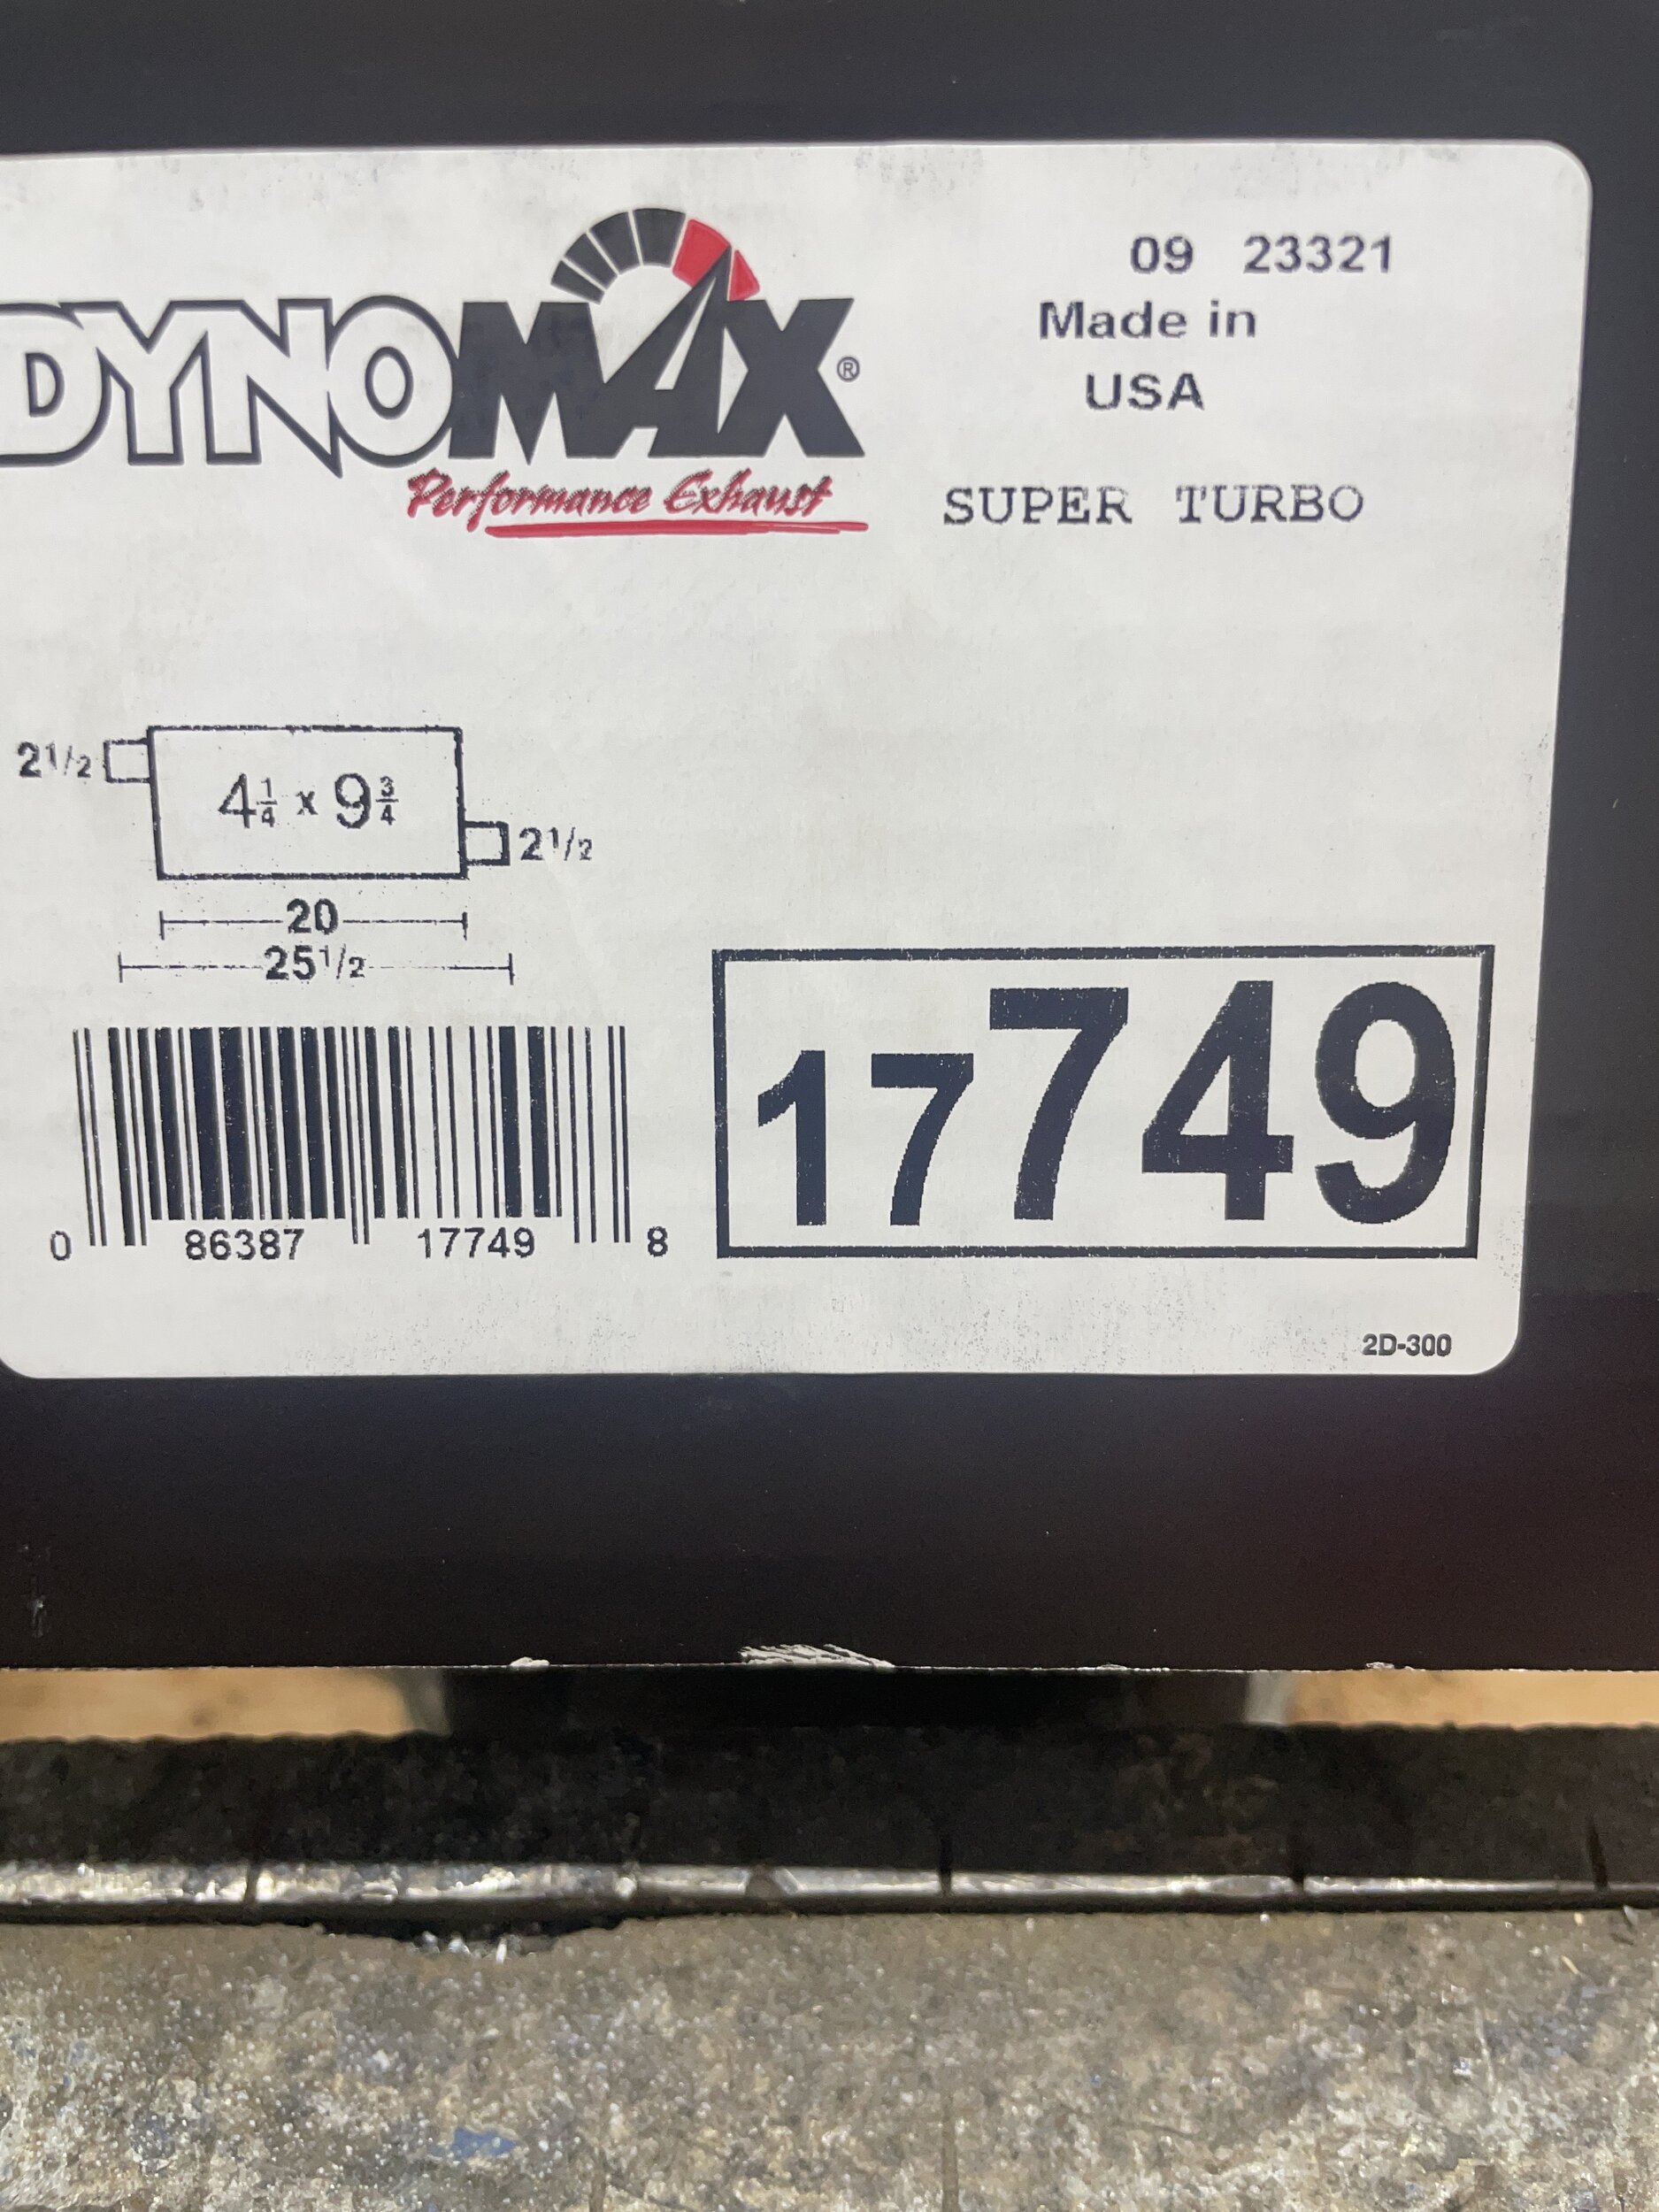 DYNOMAX®
Performance Exhaust
09 23321
Made in
USA
SUPER TURBO
2 1/2
4 1/4 x 9 3/4
2 1/2
20
25 1/2
0 86387 17749 8
17749
2D-300